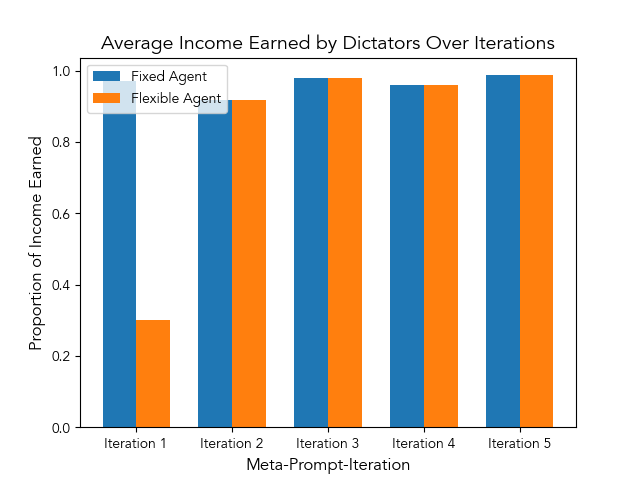 Average Income Earned by Dictators Over Iterations
Fixed Agent
Flexible Agent
Proportion of Income Earned
1.0
0.8
0.6
0.4
0.2
0.0
Iteration 1
Iteration 2
Iteration 3
Iteration 4
Iteration 5
Meta-Prompt-Iteration